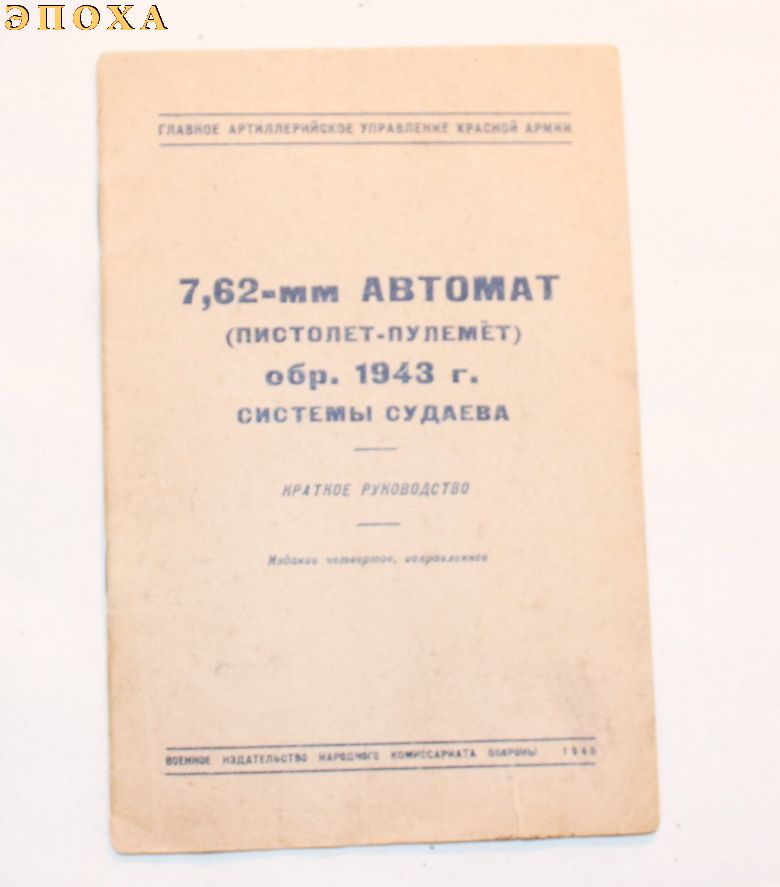 ЭПОХА
ГЛАВНОЕ АРТИЛЛЕРИЙСКОЕ УПРАВЛЕНИЕ КРАСНОЙ АРМИИ
7,62-мм АВТОМАТ
(ПИСТОЛЕТ-ПУЛЕМЁТ)
обр. 1943 г.
СИСТЕМЫ СУДАЕВА
КРАТКОЕ РУКОВОДСТВО
Издание четвертое, исправленное
ВОЕННОЕ ИЗДАТЕЛЬСТВО НАРОДНОГО КОМИССАРИАТА ОБОРОНЫ 1945